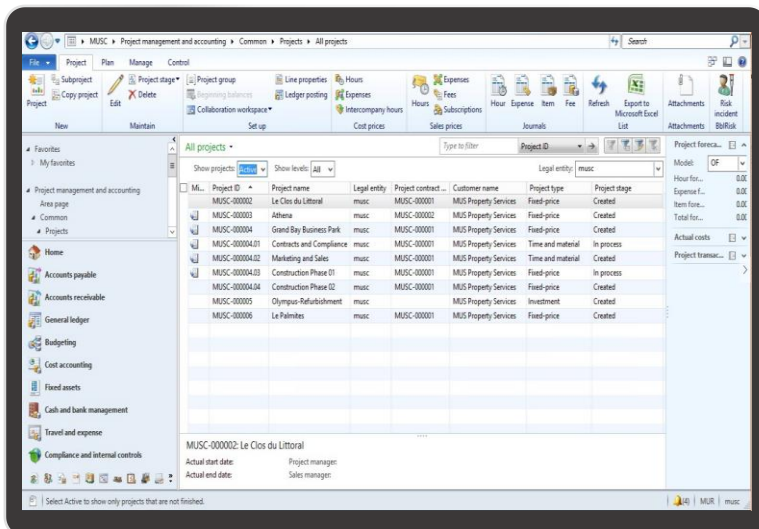 MUSC ▸ Project management and accounting ▸ Common ▸ Projects ▸ All projects
Search
File Project Plan Manage Control
Project
Subproject
Copy project
New
Edit
Project stage
Delete
Maintain
Project group
Beginning balances
Collaboration workspace
Line properties
Ledger posting
Set up
Hours
Expenses
Intercompany hours
Cost prices
Hours
Expenses
Fees
Subscriptions
Sales prices
Hour Expense Item Fee
Journals
Refresh
Export to
Microsoft Excel
List
Attachments
Attachments
Risk
incident
BblRisk
Favorites
My favorites
Project management and accounting
Area page
Common
Projects
Home
Accounts payable
Accounts receivable
General ledger
Budgeting
Cost accounting
Fixed assets
Cash and bank management
Travel and expense
Compliance and internal controls
All projects
Type to filter Project ID
Show projects: Active Show levels: All Legal entity: musc
Mi... Project ID Project name Legal entity Project contract ... Customer name Project type Project stage
MUSC-000002 Le Clos du Littoral musc MUSC-000001 MUS Property Services Fixed-price Created
MUSC-000003 Athena musc MUSC-000002 MUS Property Services Fixed-price Created
MUSC-000004 Grand Bay Business Park musc MUSC-000001 MUS Property Services Fixed-price Created
MUSC-000004.01 Contracts and Compliance musc MUSC-000001 MUS Property Services Time and material In process
MUSC-000004.02 Marketing and Sales musc MUSC-000001 MUS Property Services Time and material Created
MUSC-000004.03 Construction Phase 01 musc MUSC-000001 MUS Property Services Fixed-price In process
MUSC-000004.04 Construction Phase 02 musc MUSC-000001 MUS Property Services Fixed-price Created
MUSC-000005 Olympus-Refurbishment musc MUS Property Services Investment Created
MUSC-000006 Le Palmites musc MUSC-000001 MUS Property Services Fixed-price Created
MUSC-000002: Le Clos du Littoral
Actual start date: Project manager:
Actual end date: Sales manager:
Project foreca...
Model: OF
Hour for... 0.00
Expense f... 0.00
Item fore... 0.00
Total for... 0.00
Actual costs
Project transac...
Select Active to show only projects that are not finished.
(4) MUR musc